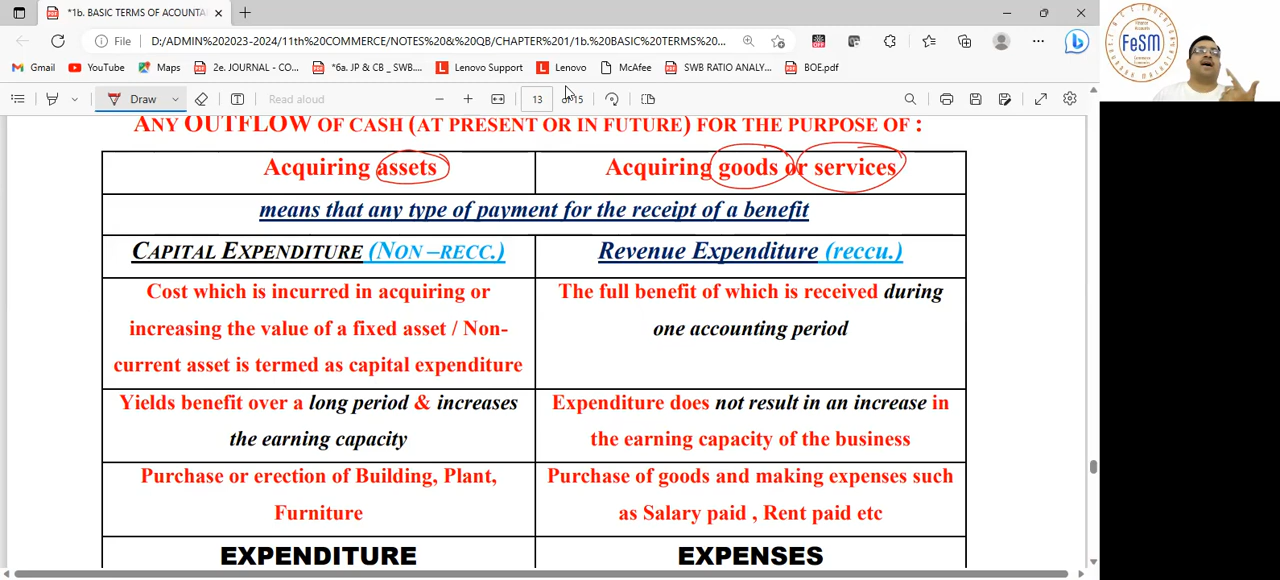 *1b. BASIC TERMS OF ACOUNTA
File D:/ADMIN%202023-2024/11th%20COMMERCE/NOTES%20&%20QB/CHAPTER%201/1b.%20BASIC%20TERMS%...
Gmail YouTube Maps 2e. JOURNAL - CO... *6a. JP & CB _ SWB.... Lenovo Support Lenovo McAfee SWB RATIO ANALY... BOE.pdf
Draw Read aloud 13 of 15
ANY OUTFLOW OF CASH (AT PRESENT OR IN FUTURE) FOR THE PURPOSE OF :
Acquiring assets
Acquiring goods or services
means that any type of payment for the receipt of a benefit
CAPITAL EXPENDITURE (NON –RECC.)
Revenue Expenditure (reccu.)
Cost which is incurred in acquiring or
increasing the value of a fixed asset / Non-
current asset is termed as capital expenditure
The full benefit of which is received during
one accounting period
Yields benefit over a long period & increases
the earning capacity
Expenditure does not result in an increase in
the earning capacity of the business
Purchase or erection of Building, Plant,
Furniture
Purchase of goods and making expenses such
as Salary paid , Rent paid etc
EXPENDITURE
EXPENSES
FeSM